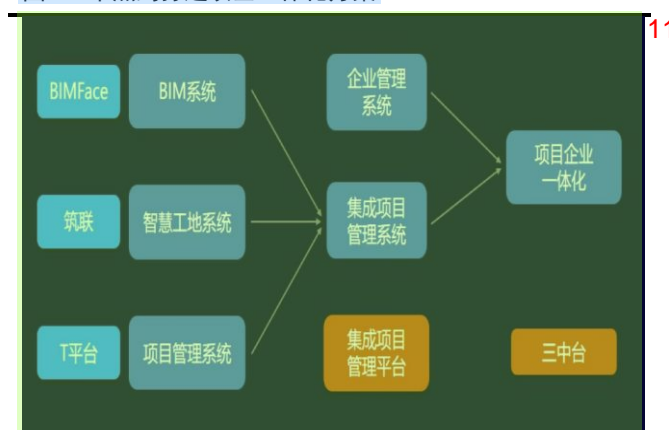 11
BIMFace
BIM系统
企业管理
系统
项目企业
一体化
筑联
智慧工地系统
集成项目
管理系统
T平台
项目管理系统
集成项目
管理平台
三中台